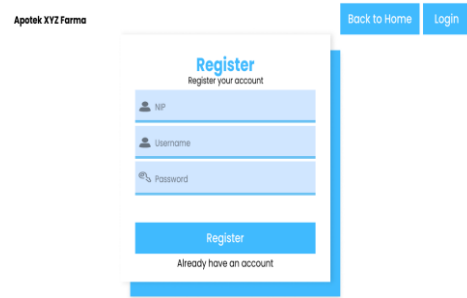 Apotek XYZ Farma
Back to Home
Login
Register
Register your account
NIP
Username
Password
Register
Already have an account